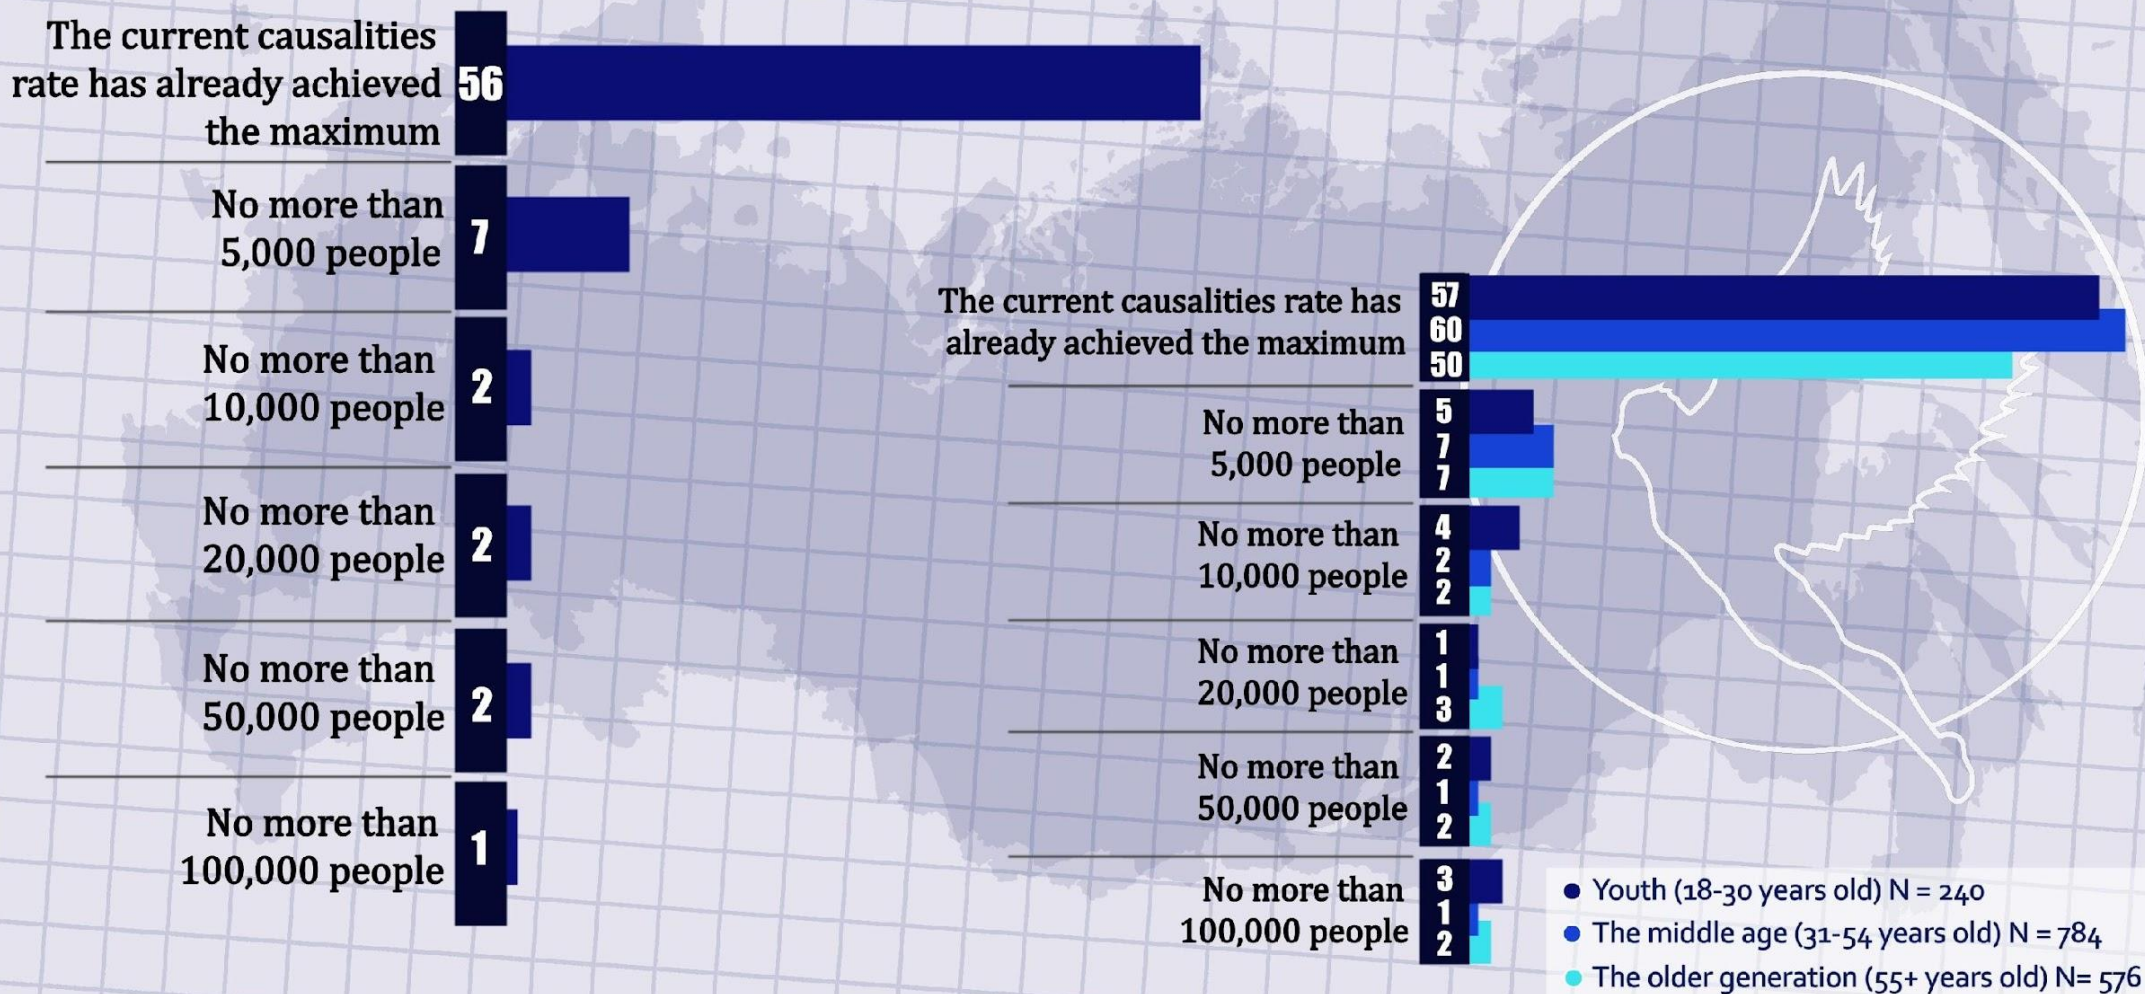 The current causalities
rate has already achieved
the maximum
56
No more than
5,000 people
7
No more than
10,000 people
2
No more than
20,000 people
2
No more than
50,000 people
2
No more than
100,000 people
1
The current causalities rate has
already achieved the maximum
57
60
50
No more than
5,000 people
5
7
7
No more than
10,000 people
4
2
2
No more than
20,000 people
1
1
3
No more than
50,000 people
2
1
2
No more than
100,000 people
3
1
2
Youth (18-30 years old) N = 240
The middle age (31-54 years old) N = 784
The older generation (55+ years old) N= 576